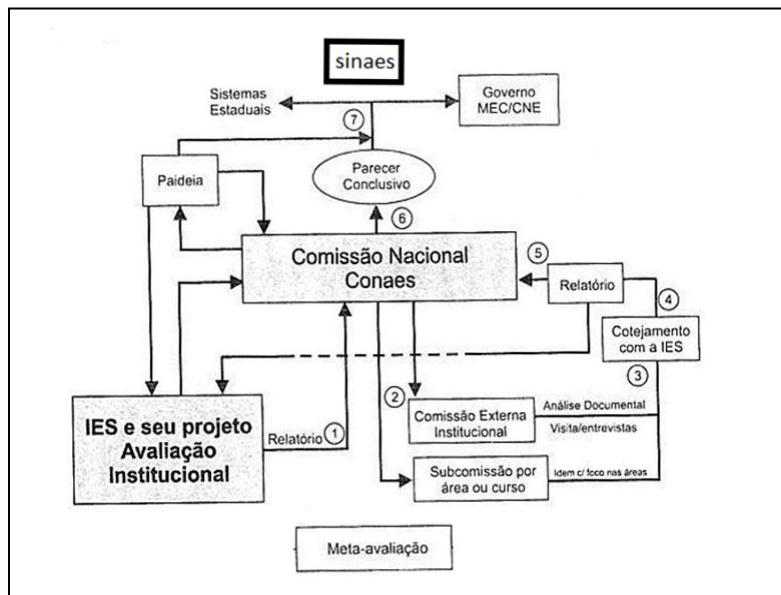 sinaes
Sistemas
Estaduais
Governo
MEC/CNE
7
Paideia
Parecer
Conclusivo
6
Comissão Nacional
Conaes
5
Relatório
4
Cotejamento
com a IES
3
2
Comissão Externa
Institucional
Análise Documental
Visita/entrevistas
IES e seu projeto
Avaliação
Institucional
Relatório
1
Subcomissão por
área ou curso
Idem c/ foco nas áreas
Meta-avaliação